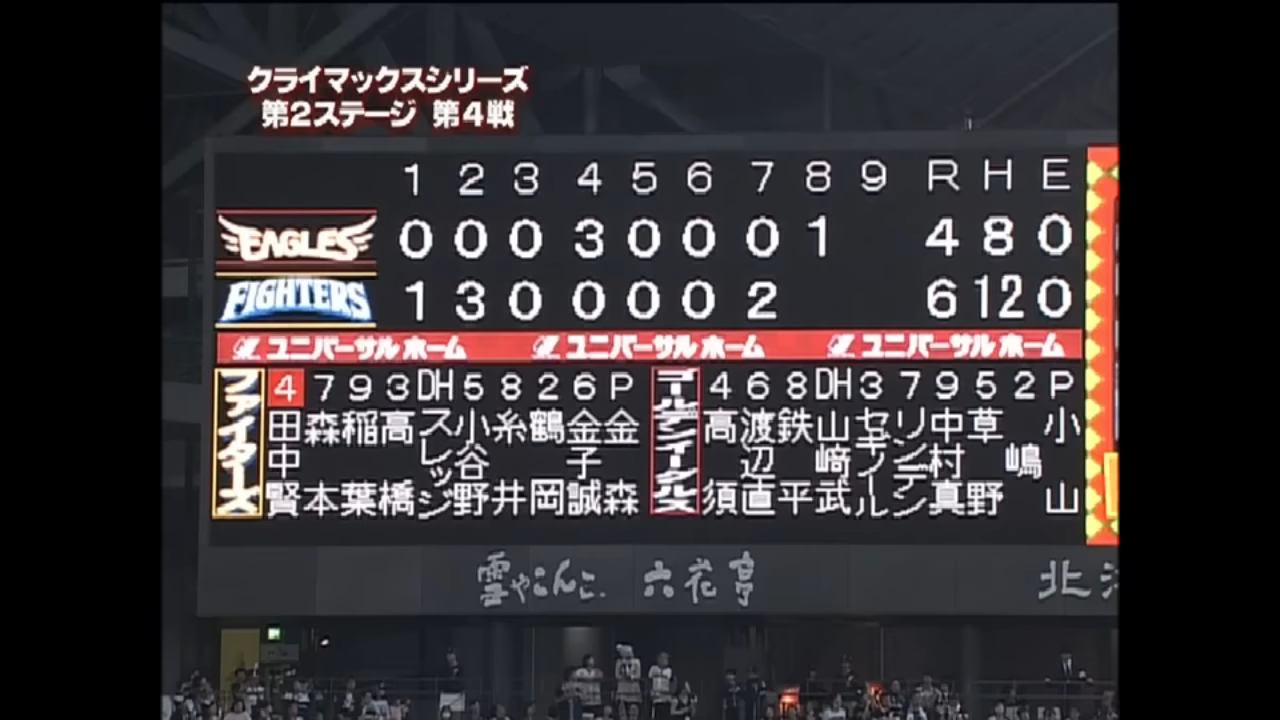 クライマックスシリーズ
第2ステージ 第4戦
1 2 3 4 5 6 7 8 9 R H E
EAGLES 0 0 0 3 0 0 0 1 4 8 0
FIGHTERS 1 3 0 0 0 0 2 6 12 0
ユニバーサルホーム ユニバーサルホーム ユニバーサルホーム
ファイターズ
4 田中賢
7 森本
9 稲葉
3 高橋
DH スレッジ
5 小谷野
8 糸井
2 鶴岡
6 金子誠
P 金森
ゴールデンイーグルス
4 高須
6 渡辺直
8 鉄平
DH 山﨑武
3 セギノール
7 リンデン
9 中村真
5 草野
2 嶋
P 小山
雪やこんこ 六花亭
北